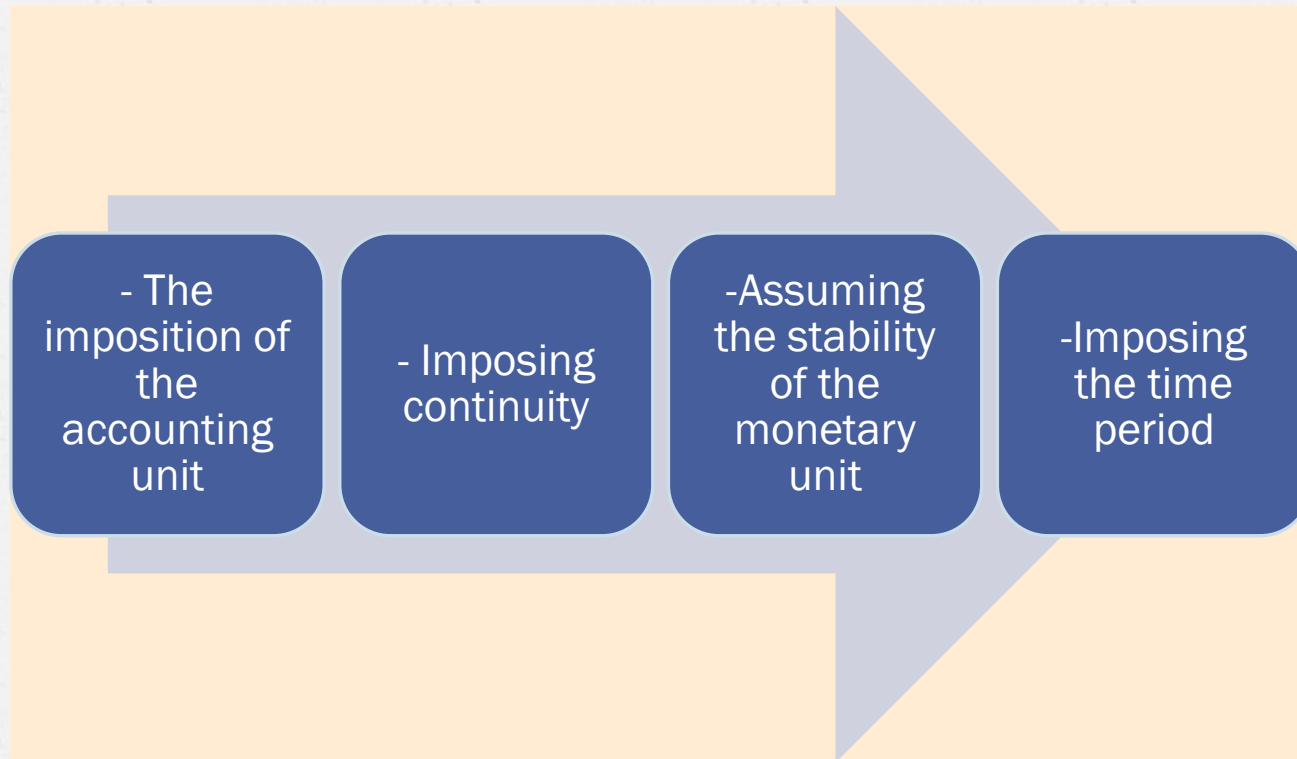 - The
imposition of
the
accounting
unit
- Imposing
continuity
-Assuming
the stability
of the
monetary
unit
-Imposing
the time
period